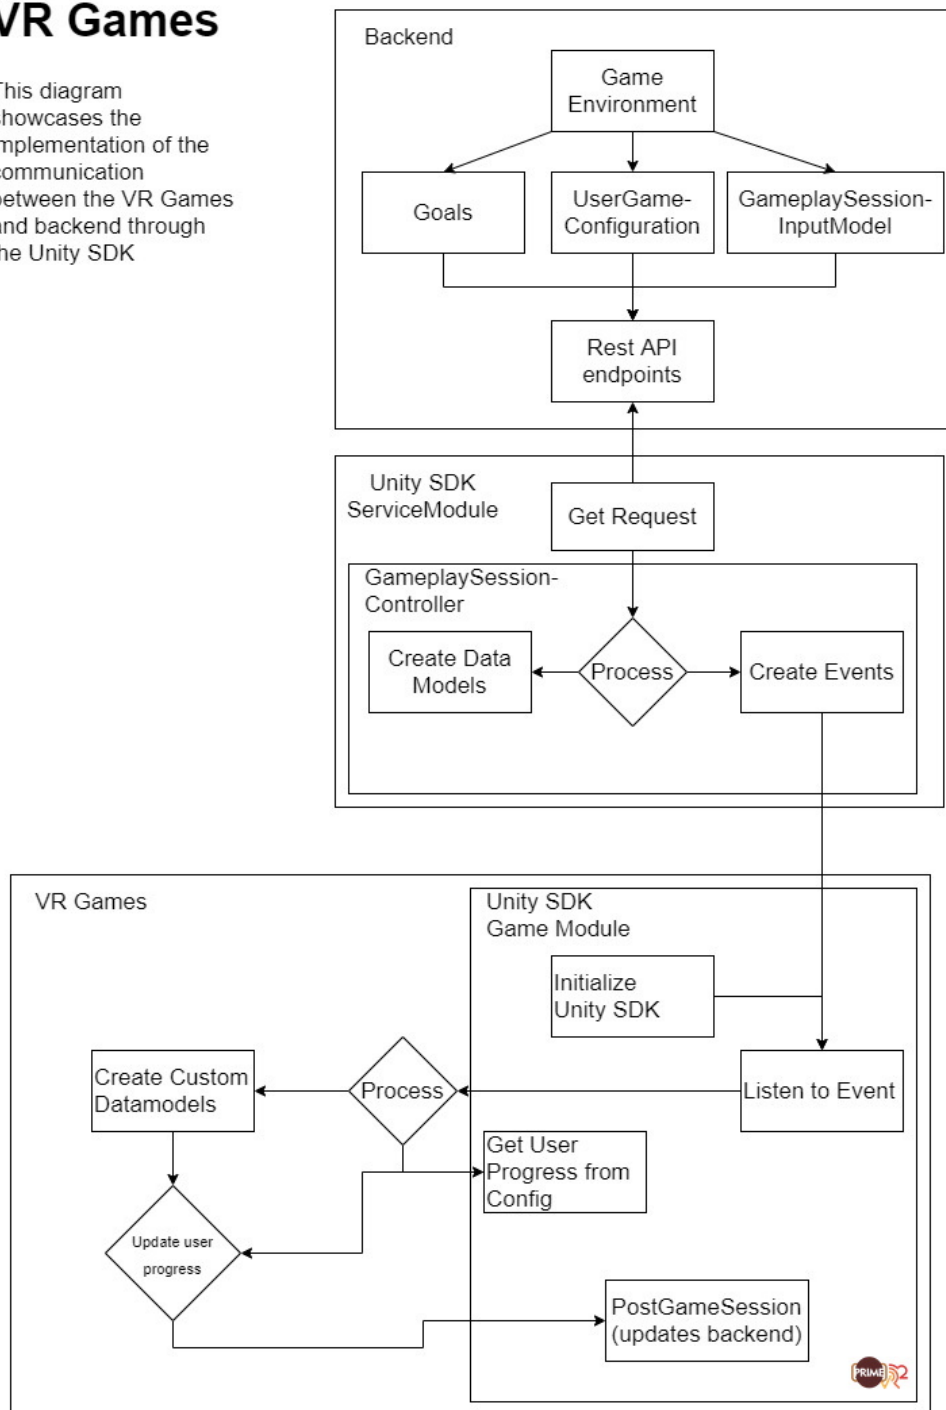 VR Games
This diagram
showcases the
implementation of the
communication
between the VR Games
and backend through
the Unity SDK
Backend
Game
Environment
Goals
UserGame-
Configuration
GameplaySession-
InputModel
Rest API
endpoints
Unity SDK
ServiceModule
Get Request
GameplaySession-
Controller
Create Data
Models
Process
Create Events
VR Games
Unity SDK
Game Module
Initialize
Unity SDK
Create Custom
Datamodels
Process
Listen to Event
Get User
Progress from
Config
Update user
progress
PostGameSession
(updates backend)
PRIME
VR2